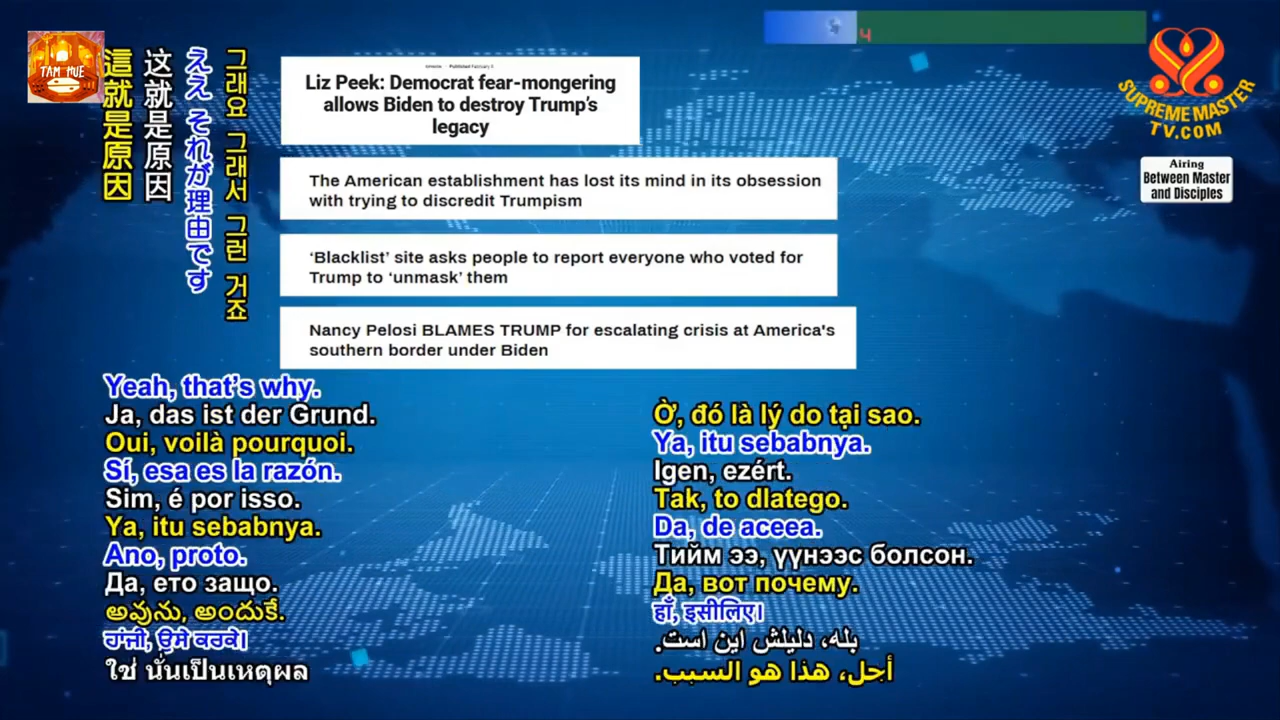 TAM HUE
這就是原因
这就是原因
ええ それが理由です
그래요 그래서 그런 거죠
Liz Peek: Democrat fear-mongering
allows Biden to destroy Trump’s
legacy
The American establishment has lost its mind in its obsession
with trying to discredit Trumpism
‘Blacklist’ site asks people to report everyone who voted for
Trump to ‘unmask’ them
Nancy Pelosi BLAMES TRUMP for escalating crisis at America's
southern border under Biden
4
SUPREME MASTER
TV.COM
Airing
Between Master
and Disciples
Yeah, that’s why.
Ja, das ist der Grund.
Oui, voilà pourquoi.
Sí, esa es la razón.
Sim, é por isso.
Ya, itu sebabnya.
Ano, proto.
Да, ето защо.
అవును, అందుకే.
ਹਾਂਜੀ, ਉਸੇ ਕਰਕੇ।
ใช่ นั่นเป็นเหตุผล
Ờ, đó là lý do tại sao.
Ya, itu sebabnya.
Igen, ezért.
Tak, to dlatego.
Da, de aceea.
Тийм ээ, үүнээс болсон.
Да, вот почему.
हाँ, इसीलिए।
بله، دلیلش این است.
أجل، هذا هو السبب.